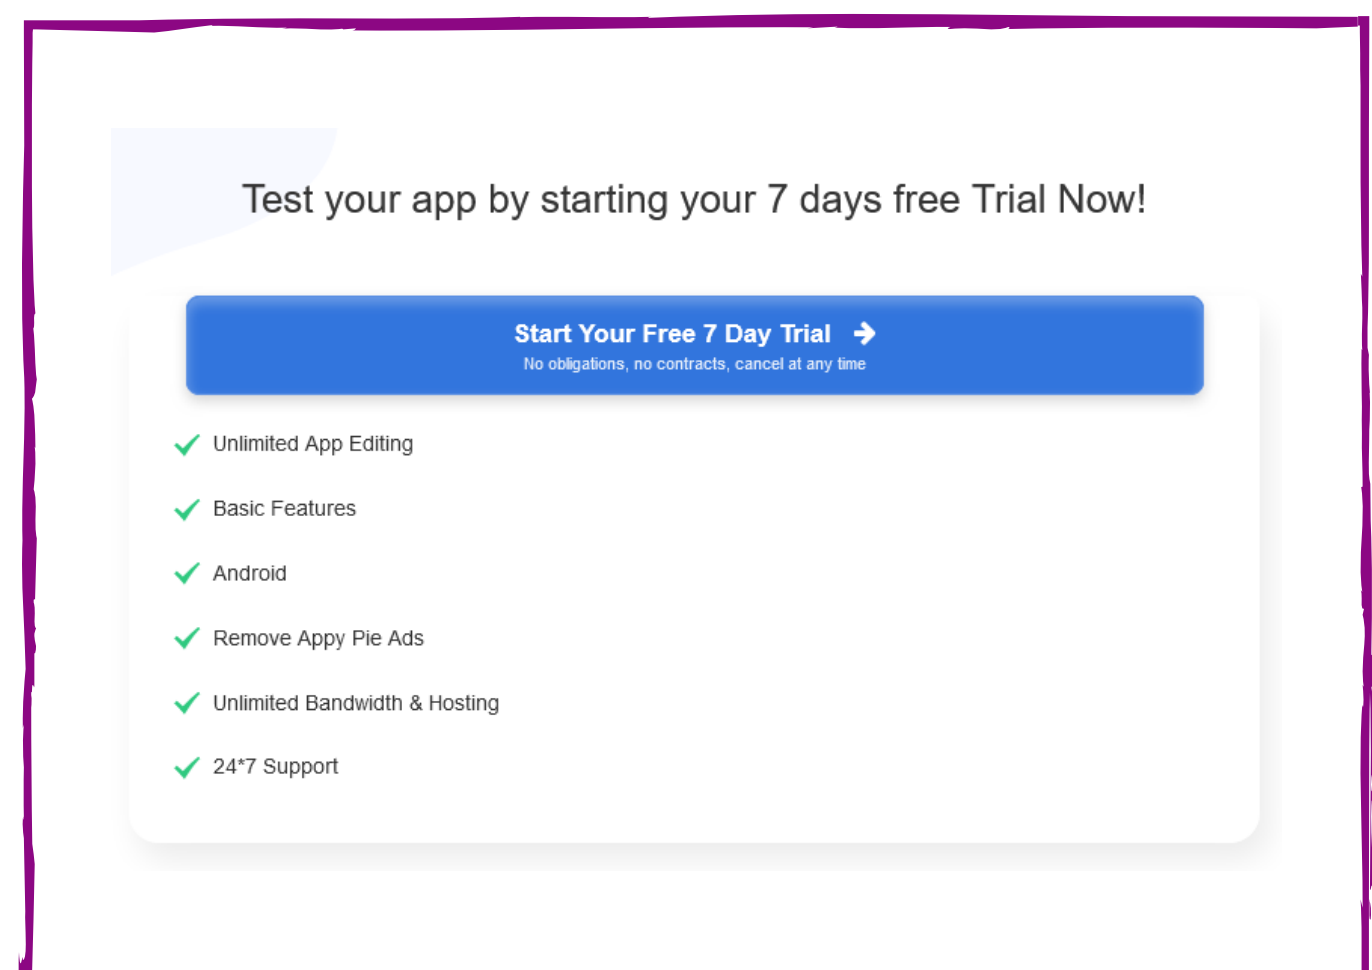 Test your app by starting your 7 days free Trial Now!
Start Your Free 7 Day Trial
No obligations, no contracts, cancel at any time
Unlimited App Editing
Basic Features
Android
Remove Appy Pie Ads
Unlimited Bandwidth & Hosting
24*7 Support